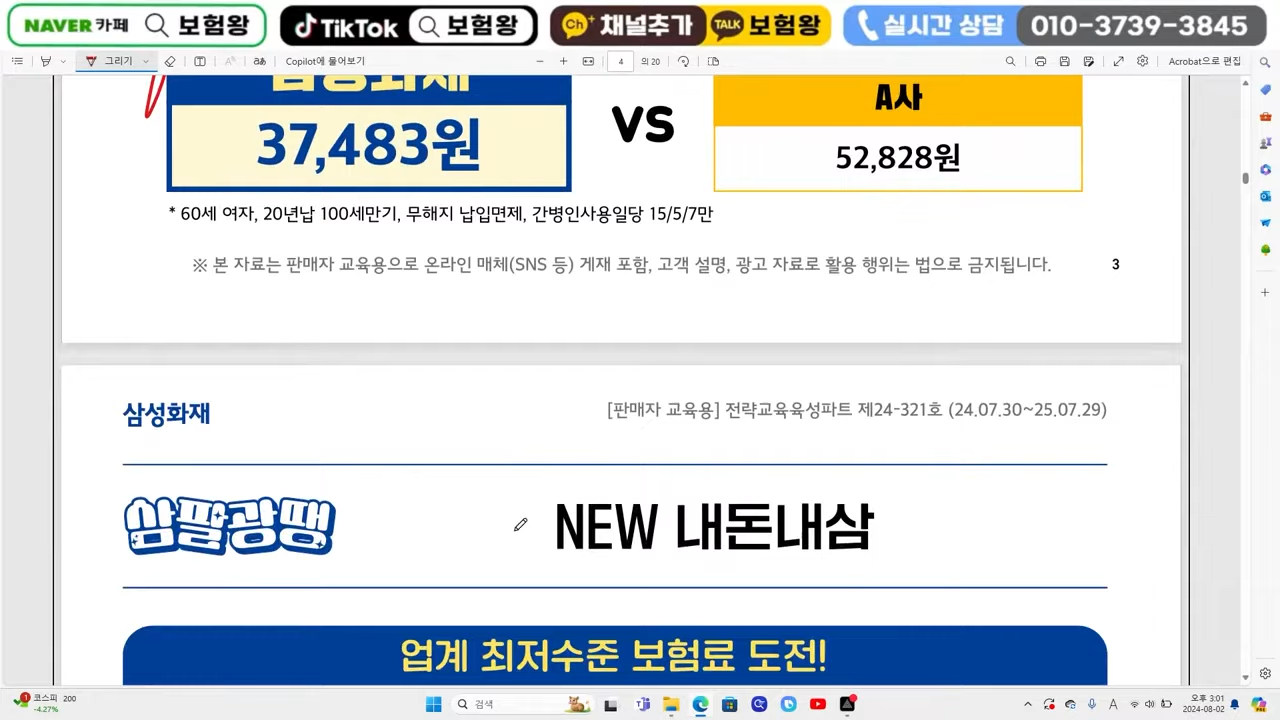 NAVER 카페 보험왕 TikTok 보험왕 Ch+ 채널추가 TALK 보험왕 실시간 상담 010-3739-3845
그리기 Copilot에 물어보기 4 의 20 Acrobat으로 편집
삼성화재
37,483원
VS
A사
52,828원
* 60세 여자, 20년납 100세만기, 무해지 납입면제, 간병인사용일당 15/5/7만
※ 본 자료는 판매자 교육용으로 온라인 매체(SNS 등) 게재 포함, 고객 설명, 광고 자료로 활용 행위는 법으로 금지됩니다.
3
삼성화재
[판매자 교육용] 전략교육육성파트 제24-321호 (24.07.30~25.07.29)
삼팔광땡
NEW 내돈내삼
업계 최저수준 보험료 도전!
코스피 200
-4.27%
검색
A
오후 3:01
2024-08-02